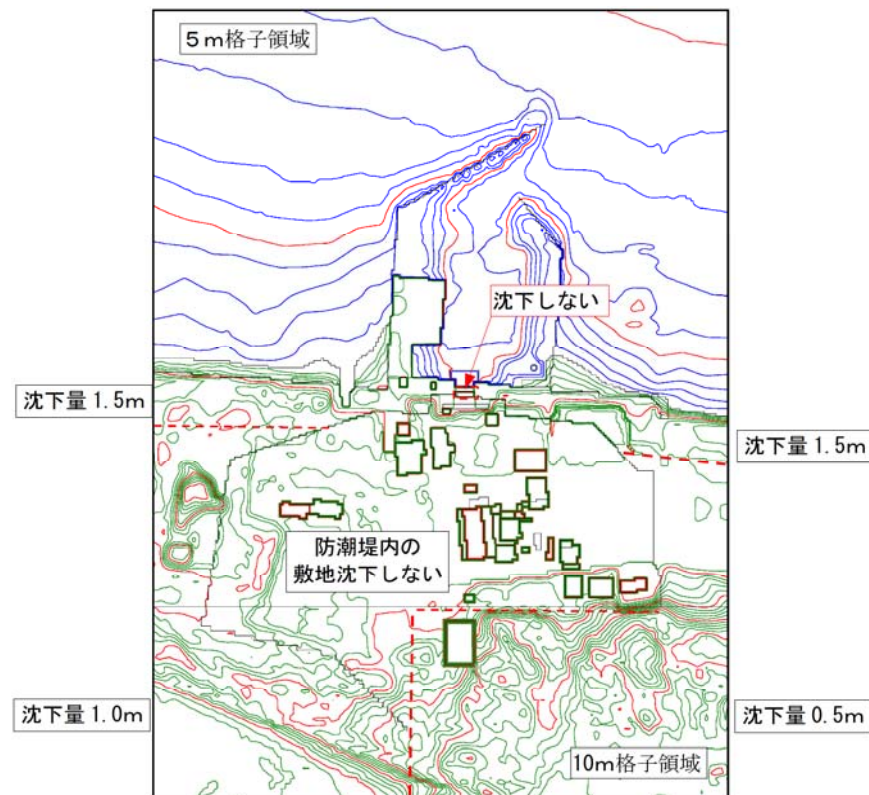 ５ｍ格子領域
沈下しない
沈下量 1.5ｍ
沈下量 1.5ｍ
防潮堤内の
敷地沈下しない
沈下量 1.0ｍ
沈下量 0.5ｍ
10ｍ格子領域